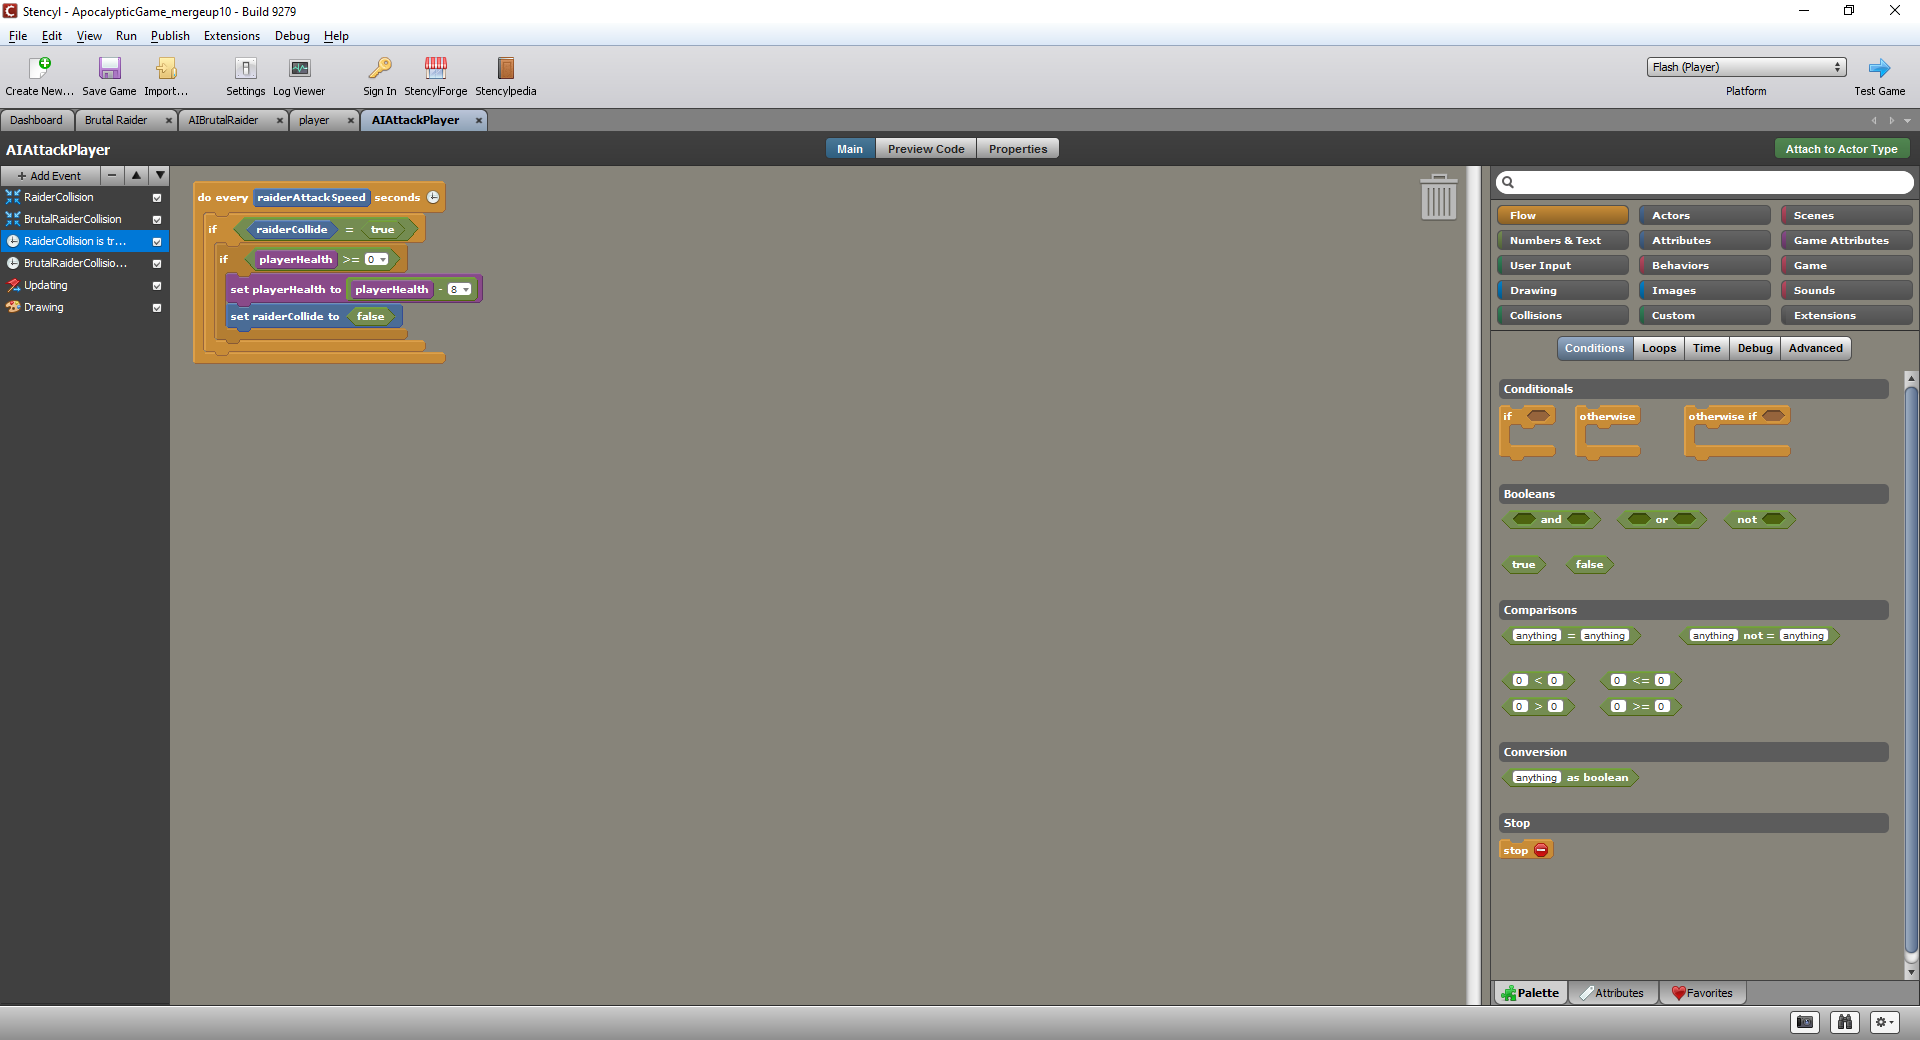 Stencyl - ApocalypticGame_mergeup10 - Build 9279
File Edit View Run Publish Extensions Debug Help
Create New... Save Game Import... Settings Log Viewer Sign In StencylForge Stencylpedia
Flash (Player)
Platform
Test Game
Dashboard Brutal Raider AIBrutalRaider player AIAttackPlayer
AIAttackPlayer
Main Preview Code Properties
Attach to Actor Type
Add Event
RaiderCollision
BrutalRaiderCollision
RaiderCollision is tr...
BrutalRaiderCollisio...
Updating
Drawing
do every raiderAttackSpeed seconds
if raiderCollide = true
if playerHealth >= 0
set playerHealth to playerHealth - 8
set raiderCollide to false
Flow Actors Scenes
Numbers & Text Attributes Game Attributes
User Input Behaviors Game
Drawing Images Sounds
Collisions Custom Extensions
Conditions Loops Time Debug Advanced
Conditionals
if otherwise otherwise if
Booleans
and or not
true false
Comparisons
anything = anything anything not = anything
0 < 0 0 <= 0
0 > 0 0 >= 0
Conversion
anything as boolean
Stop
stop
Palette Attributes Favorites